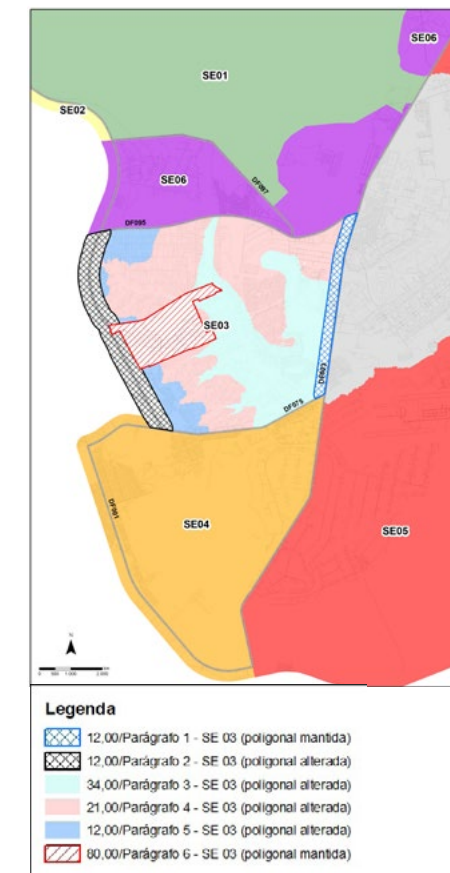 SE06
SE01
SE02
SE06
DF097
DF095
SE03
DF003
DF075
SE04
DF001
SE05
N
Legenda
12,00/Parágrafo 1 - SE 03 (poligonal mantida)
12,00/Parágrafo 2 - SE 03 (poligonal alterada)
34,00/Parágrafo 3 - SE 03 (poligonal alterada)
21,00/Parágrafo 4 - SE 03 (poligonal alterada)
12,00/Parágrafo 5 - SE 03 (poligonal alterada)
80,00/Parágrafo 6 - SE 03 (poligonal mantida)